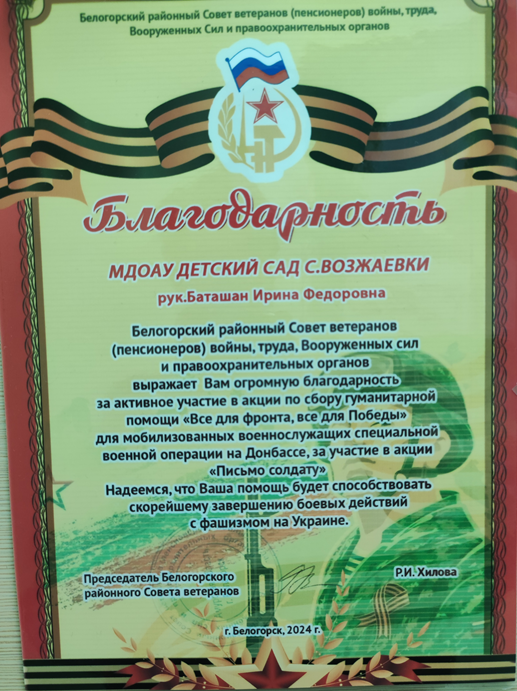 Белогорский районный Совет ветеранов (пенсионеров) войны, труда,
Вооруженных Сил и правоохранительных органов
Благодарность
МДОАУ ДЕТСКИЙ САД С.ВОЗЖАЕВКИ
рук.Баташан Ирина Федоровна
Белогорский районный Совет ветеранов
(пенсионеров) войны, труда, Вооруженных сил
и правоохранительных органов
выражает Вам огромную благодарность
за активное участие в акции по сбору гуманитарной
помощи «Все для фронта, все для Победы»
для мобилизованных военнослужащих специальной
военной операции на Донбассе, за участие в акции
«Письмо солдату»
Надеемся, что Ваша помощь будет способствовать
скорейшему завершению боевых действий
с фашизмом на Украине.
Председатель Белогорского
районного Совета ветеранов
Р.И. Хилова
г. Белогорск, 2024 г.